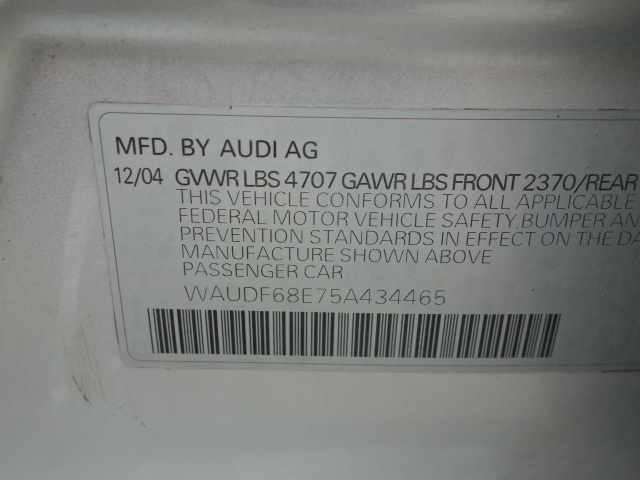 MFD. BY AUDI AG
12/04 GVWR LBS 4707 GAWR LBS FRONT 2370/REAR
THIS VEHICLE CONFORMS TO ALL APPLICABLE
FEDERAL MOTOR VEHICLE SAFETY, BUMPER AN
PREVENTION STANDARDS IN EFFECT ON THE DA
MANUFACTURE SHOWN ABOVE
PASSENGER CAR
WAUDF68E75A434465